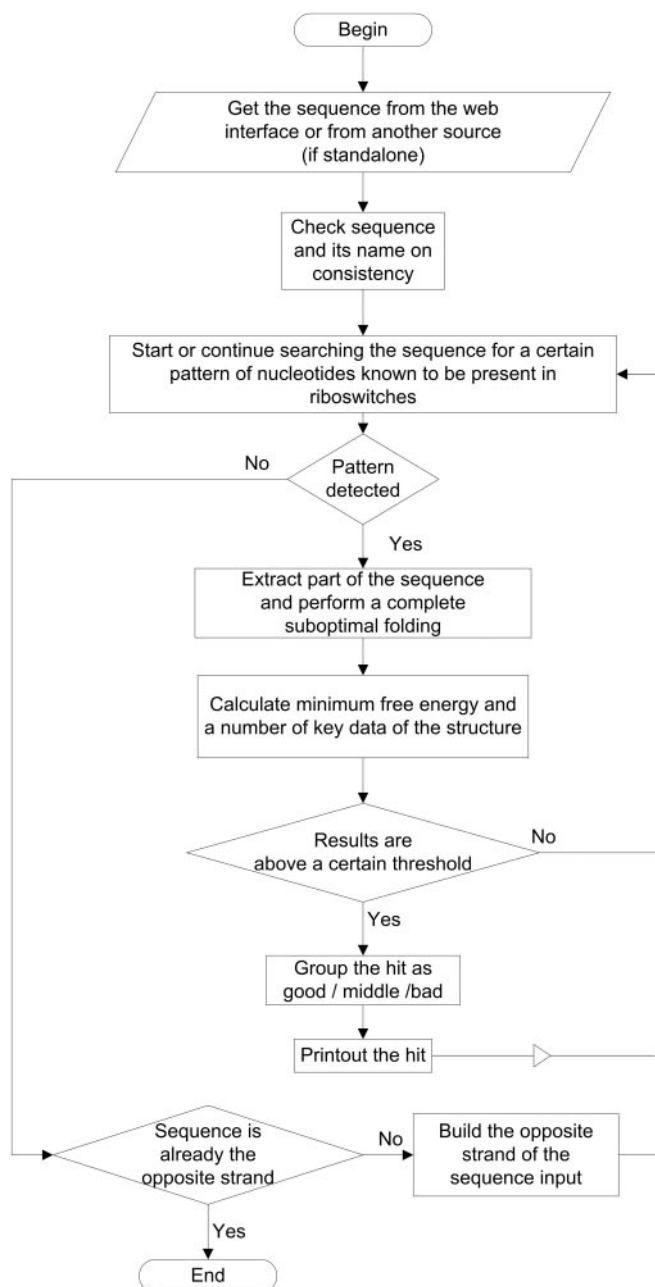 Begin
Get the sequence from the web
interface or from another source
(if standalone)
Check sequence
and its name on
consistency
Start or continue searching the sequence for a certain
pattern of nucleotides known to be present in
riboswitches
No
Pattern
detected
Yes
Extract part of the sequence
and perform a complete
suboptimal folding
Calculate minimum free energy and
a number of key data of the structure
Results are
above a certain threshold
No
Yes
Group the hit as
good / middle /bad
Printout the hit
Sequence is
already the
opposite strand
No
Build the opposite
strand of the
sequence input
Yes
End